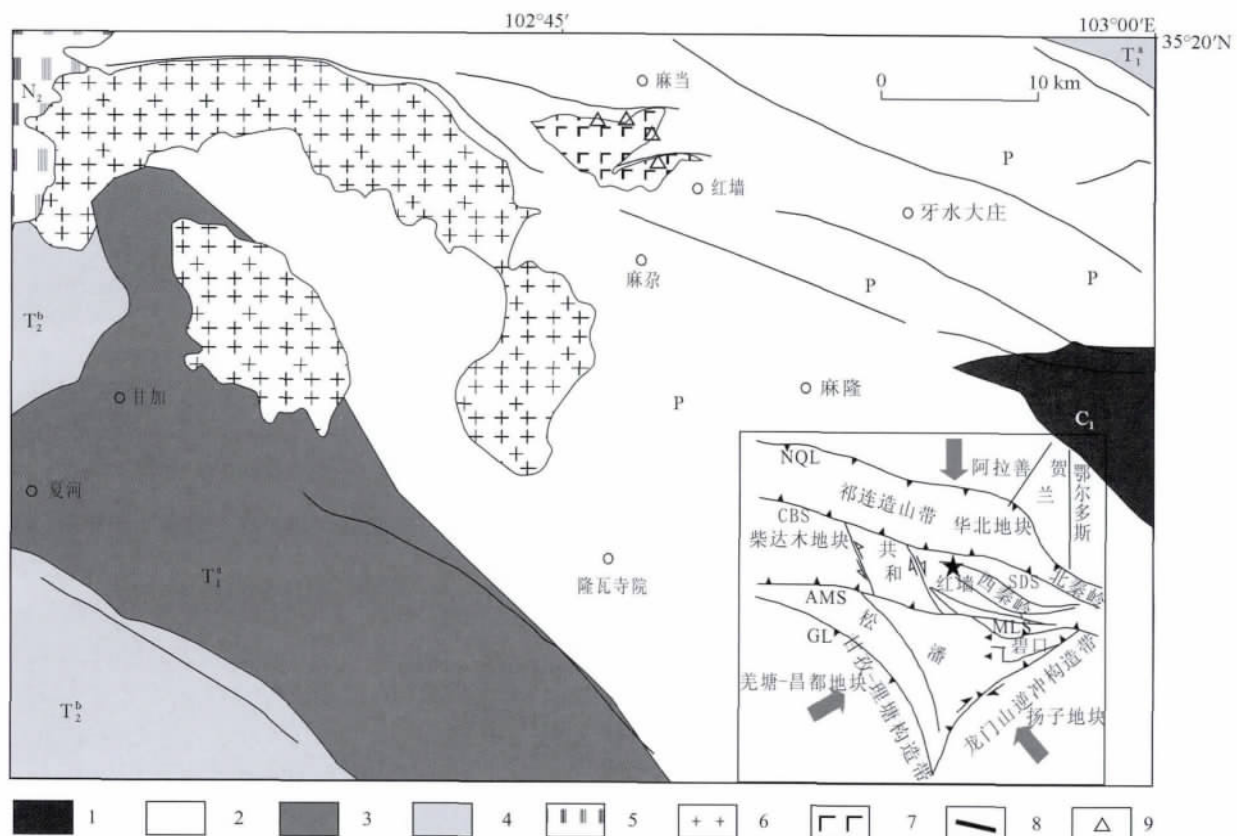 102°45′
103°00′E
35°20′N
T₁ᵃ
N₂
麻当
0
10 km
P
红墙
牙水大庄
麻尕
P
P
T₂ᵇ
甘加
麻隆
P
C₁
夏河
T₁ᵃ
隆瓦寺院
T₂ᵇ
NQL
阿拉善
贺兰
鄂尔多斯
祁连造山带
华北地块
CBS
柴达木地块
共和
红墙
西秦岭
SDS
北秦岭
AMS
松潘
MLS
碧口
GL
甘孜-理塘构造带
羌塘-昌都地块
龙门山逆冲构造带
扬子地块
1 2 3 4 5 6 7 8 9